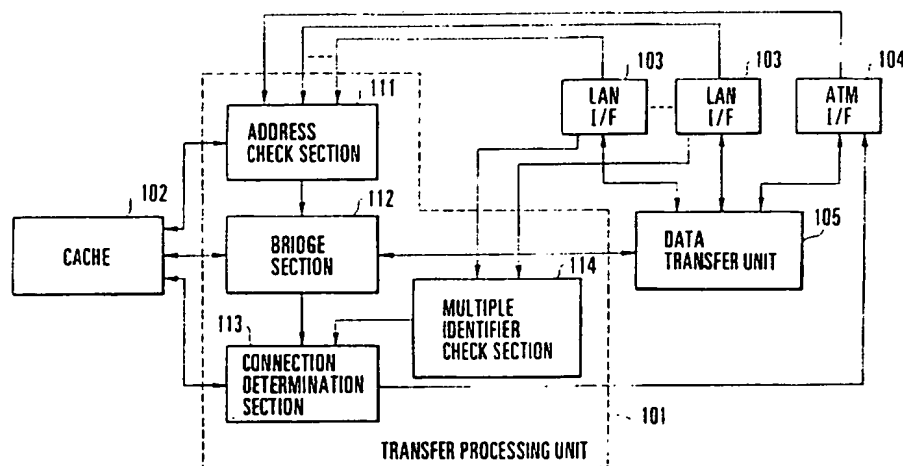 103
103
104
111
LAN
I/F
LAN
I/F
ATM
I/F
ADDRESS
CHECK SECTION
102
112
105
CACHE
BRIDGE
SECTION
DATA
TRANSFER UNIT
114
113
MULTIPLE
IDENTIFIER
CHECK SECTION
CONNECTION
DETERMINATION
SECTION
101
TRANSFER PROCESSING UNIT